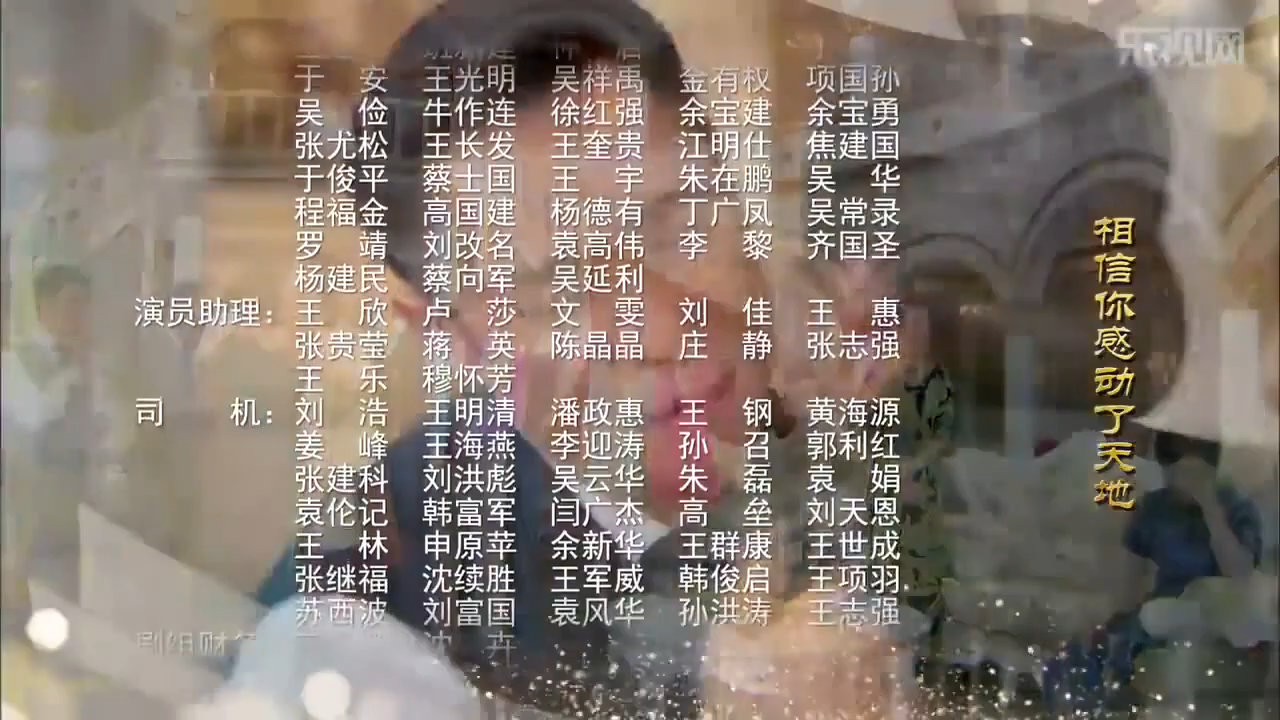 乐视网
于 安 王光明 吴祥禹 金有权 项国孙
吴 俭 牛作连 徐红强 余宝建 余宝勇
张尤松 王长发 王奎贵 江明仕 焦建国
于俊平 蔡士国 王 宇 朱在鹏 吴 华
程福金 高国建 杨德有 丁广凤 吴常录
罗 靖 刘改名 袁高伟 李 黎 齐国圣
杨建民 蔡向军 吴延利
演员助理：王 欣 卢 莎 文 雯 刘 佳 王 惠
张贵莹 蒋 英 陈晶晶 庄 静 张志强
王 乐 穆怀芳
司 机：刘 浩 王明清 潘政惠 王 钢 黄海源
姜 峰 王海燕 李迎涛 孙 召 郭利红
张建科 刘洪彪 吴云华 朱 磊 袁 娟
袁伦记 韩富军 闫广杰 高 垒 刘天恩
王 林 申原苹 余新华 王群康 王世成
张继福 沈续胜 王军威 韩俊启 王项羽.
苏西波 刘富国 袁风华 孙洪涛 王志强
相信你感动了天地